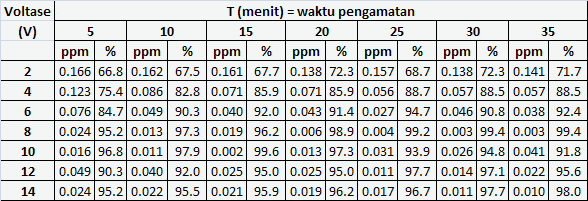 Voltase T (menit) = waktu pengamatan
(V) 5 10 15 20 25 30 35
ppm % ppm % ppm % ppm % ppm % ppm % ppm %
2 0.166 66.8 0.162 67.5 0.161 67.7 0.138 72.3 0.157 68.7 0.138 72.3 0.141 71.7
4 0.123 75.4 0.086 82.8 0.071 85.9 0.071 85.9 0.056 88.7 0.057 88.5 0.057 88.5
6 0.076 84.7 0.049 90.3 0.040 92.0 0.043 91.4 0.027 94.7 0.046 90.8 0.038 92.4
8 0.024 95.2 0.013 97.3 0.019 96.2 0.006 98.9 0.004 99.2 0.003 99.4 0.003 99.4
10 0.016 96.8 0.011 97.9 0.002 99.6 0.013 97.3 0.031 93.9 0.026 94.8 0.041 91.8
12 0.049 90.3 0.040 92.0 0.025 95.0 0.025 95.0 0.011 97.7 0.014 97.1 0.022 95.6
14 0.024 95.2 0.022 95.5 0.021 95.9 0.019 96.2 0.017 96.7 0.011 97.7 0.010 98.0